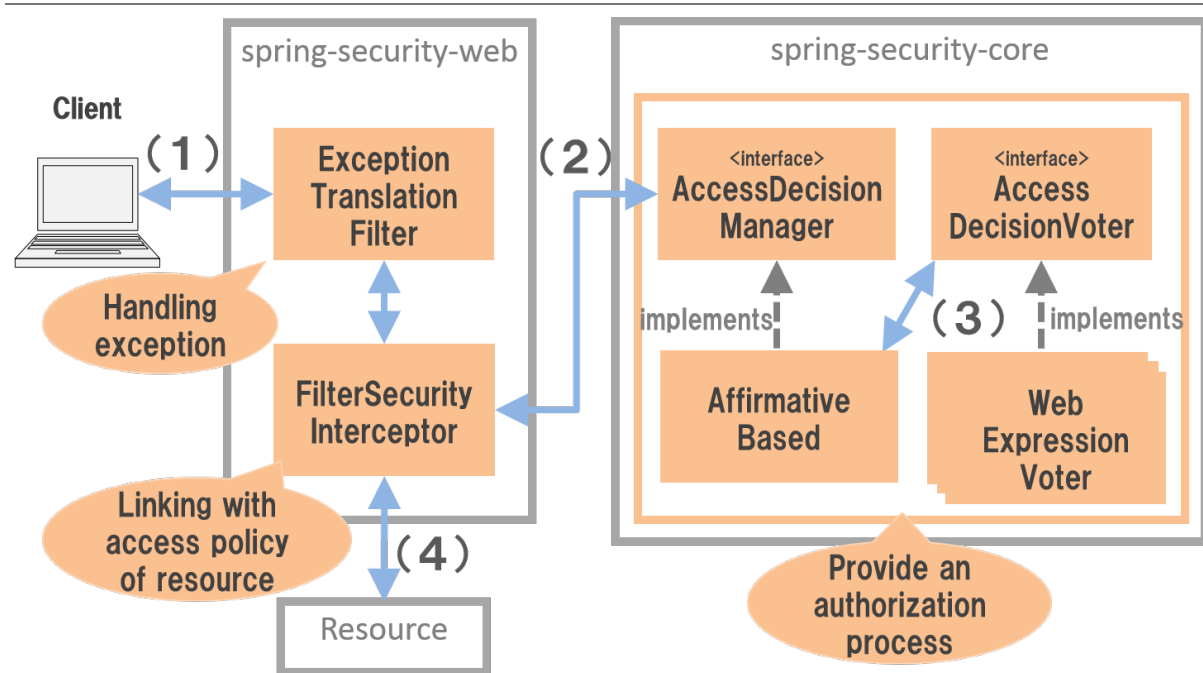 spring-security-web
spring-security-core
Client
(1)
Exception
Translation
Filter
(2)
<interface>
AccessDecision
Manager
<interface>
Access
DecisionVoter
Handling
exception
implements
(3)
implements
FilterSecurity
Interceptor
Affirmative
Based
Web
Expression
Voter
Linking with
access policy
of resource
(4)
Provide an
authorization
process
Resource